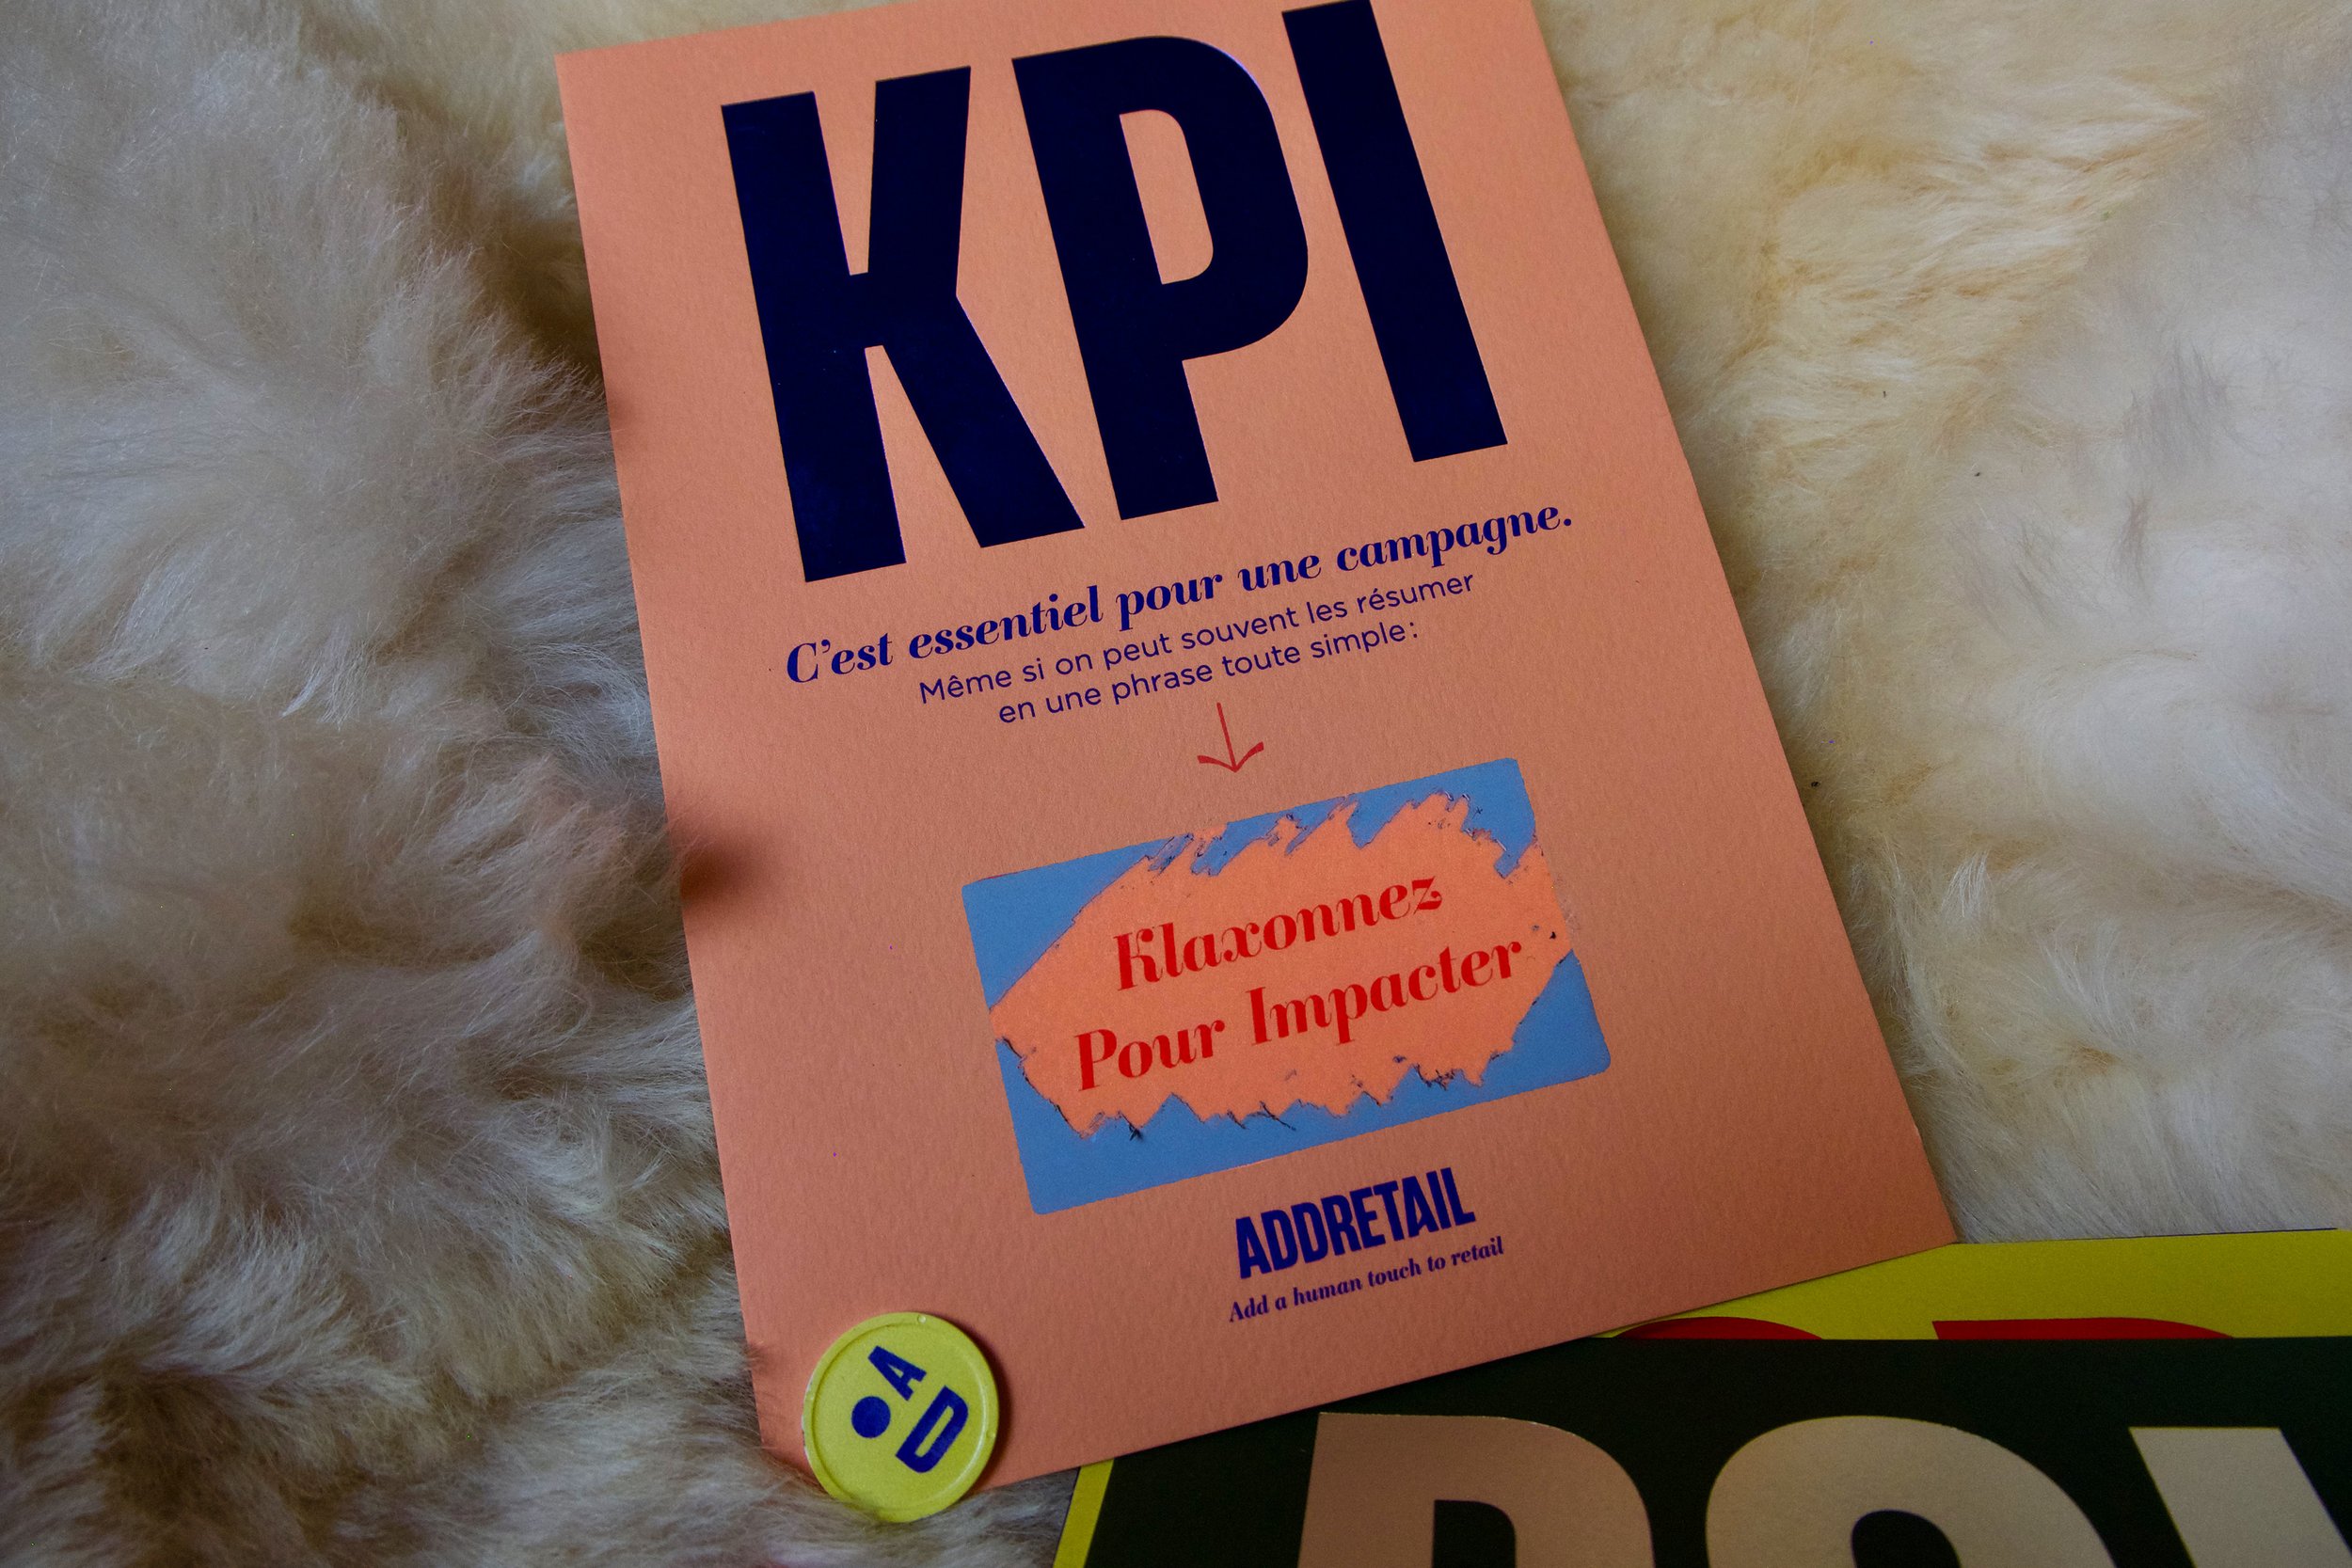 KPI
C'est essentiel pour une campagne.
Même si on peut souvent les résumer
en une phrase toute simple :
Klaxonnez
Pour Impacter
ADDRETAIL
Add a human touch to retail
AD